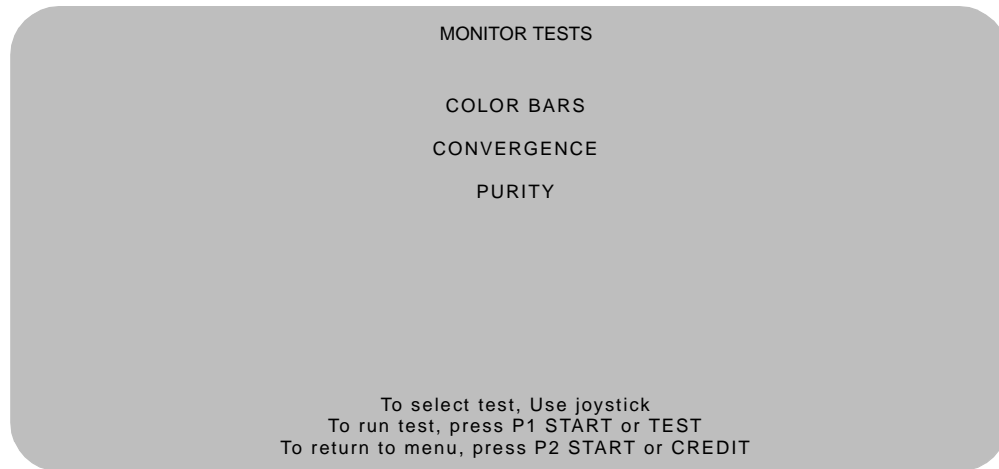 MONITOR TESTS
COLOR BARS
CONVERGENCE
PURITY
To select test, Use joystick
To run test, press P1 START or TEST
To return to menu, press P2 START or CREDIT